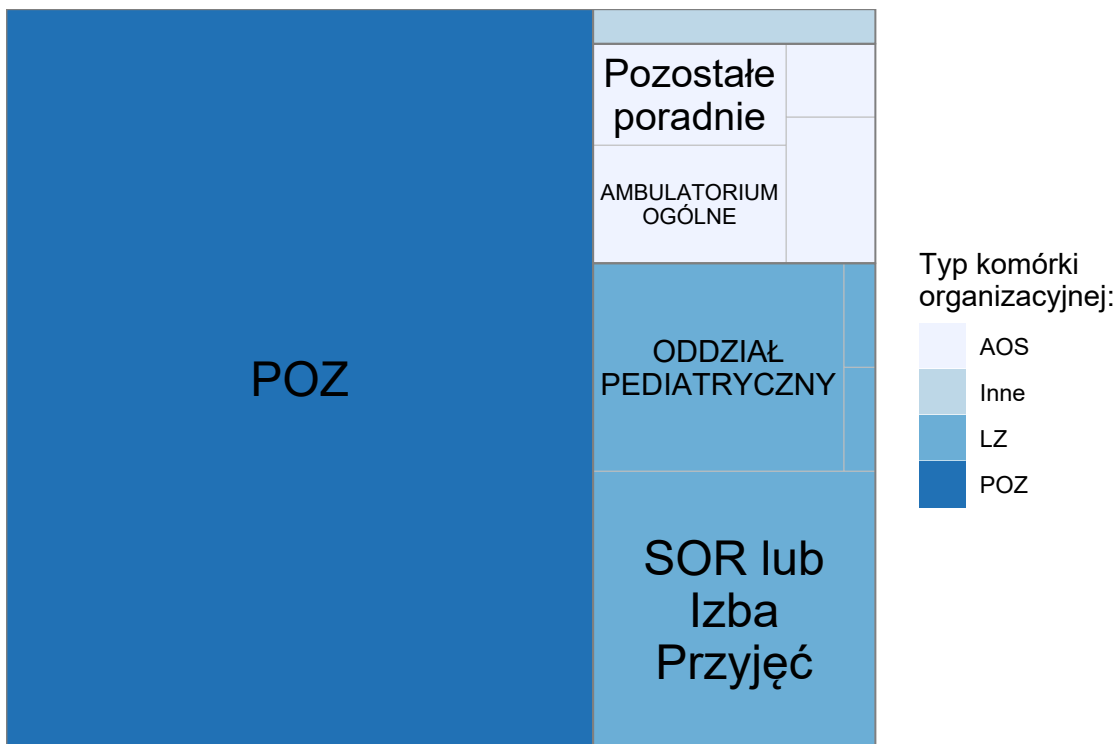 POZ
Pozostałe
poradnie
AMBULATORIUM
OGÓLNE
ODDZIAŁ
PEDIATRYCZNY
SOR lub
Izba
Przyjęć
Typ komórki
organizacyjnej:
AOS
Inne
LZ
POZ